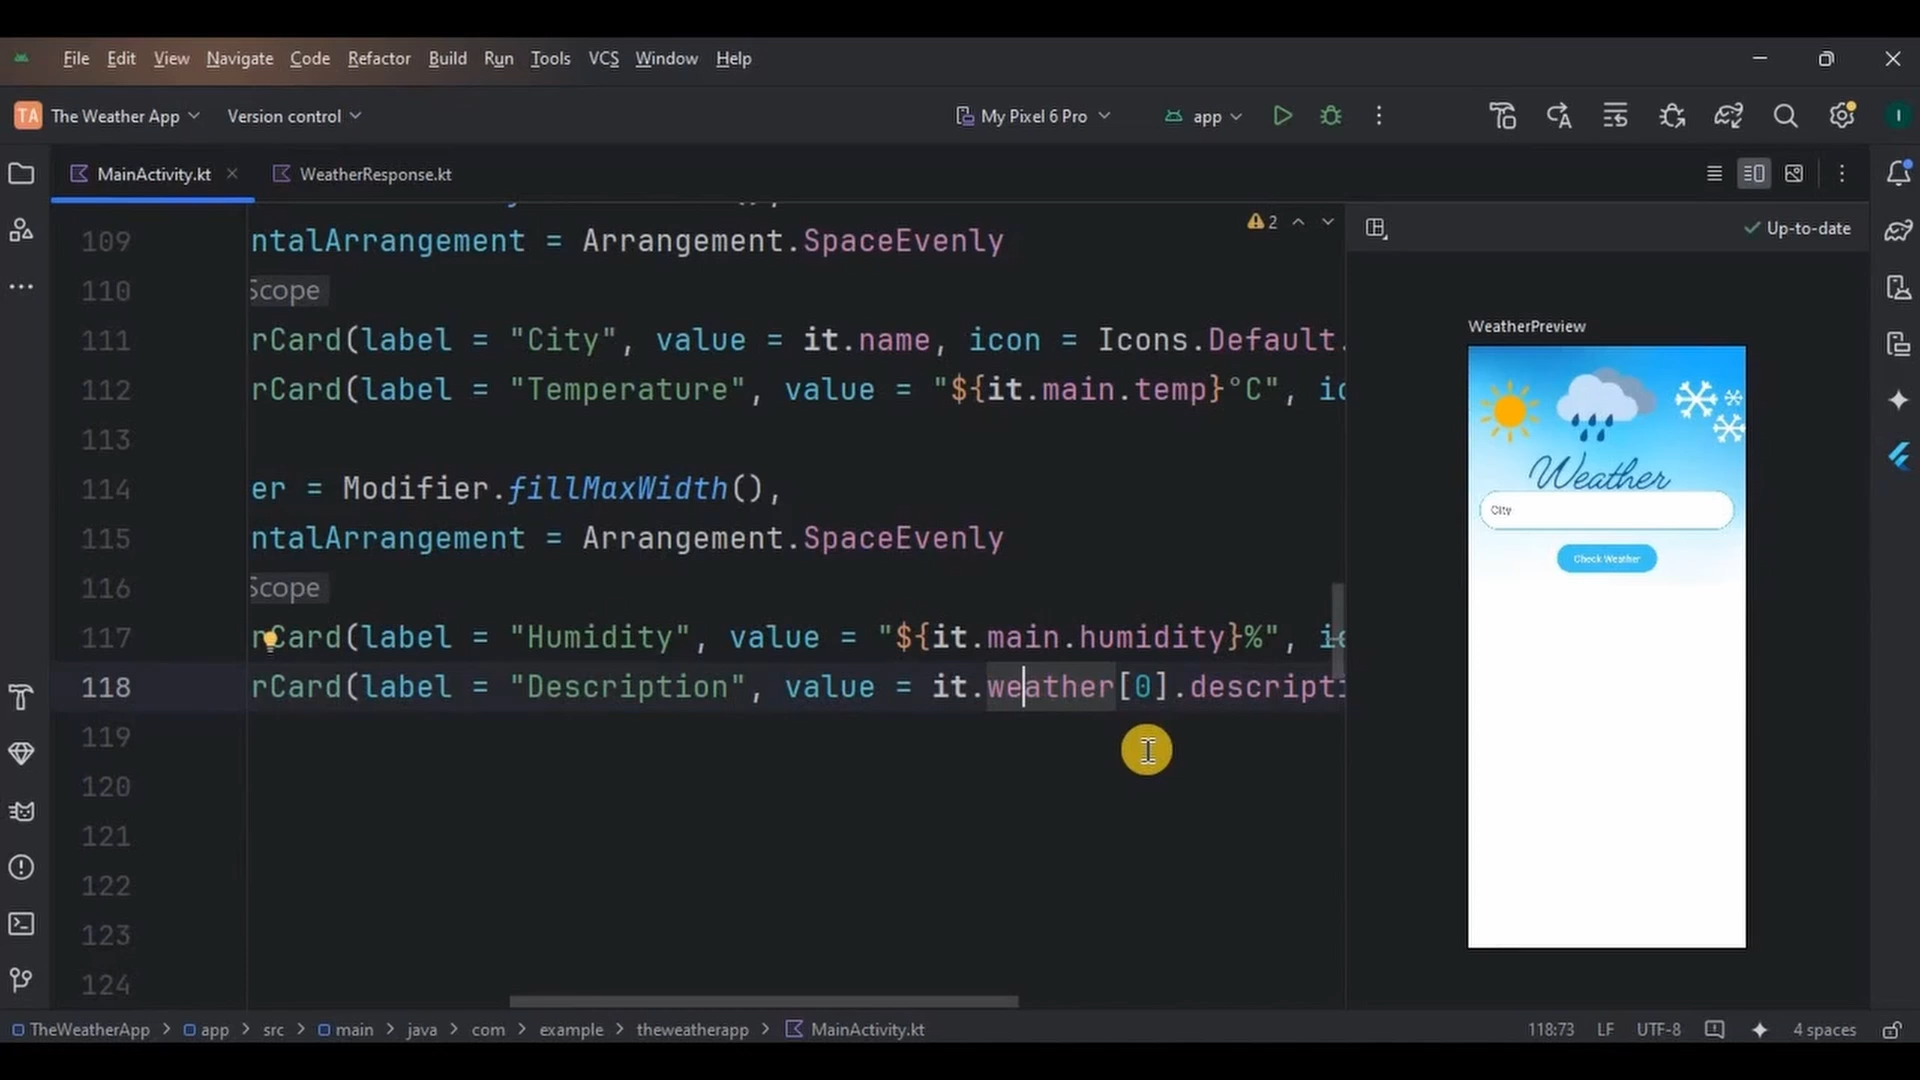 File Edit View Navigate Code Refactor Build Run Tools VCS Window Help
TA The Weather App Version control My Pixel 6 Pro app I
MainActivity.kt WeatherResponse.kt
2
Up-to-date
109 ntalArrangement = Arrangement.SpaceEvenly
110 Scope
111 rCard(label = "City", value = it.name, icon = Icons.Default.
112 rCard(label = "Temperature", value = "${it.main.temp}°C", ic
113
114 er = Modifier.fillMaxWidth(),
115 ntalArrangement = Arrangement.SpaceEvenly
116 Scope
117 rCard(label = "Humidity", value = "${it.main.humidity}%", ic
118 rCard(label = "Description", value = it.weather[0].descripti
119
120
121
122
123
124
WeatherPreview
Weather
City
Check Weather
TheWeatherApp > app > src > main > java > com > example > theweatherapp > MainActivity.kt
118:73 LF UTF-8 4 spaces